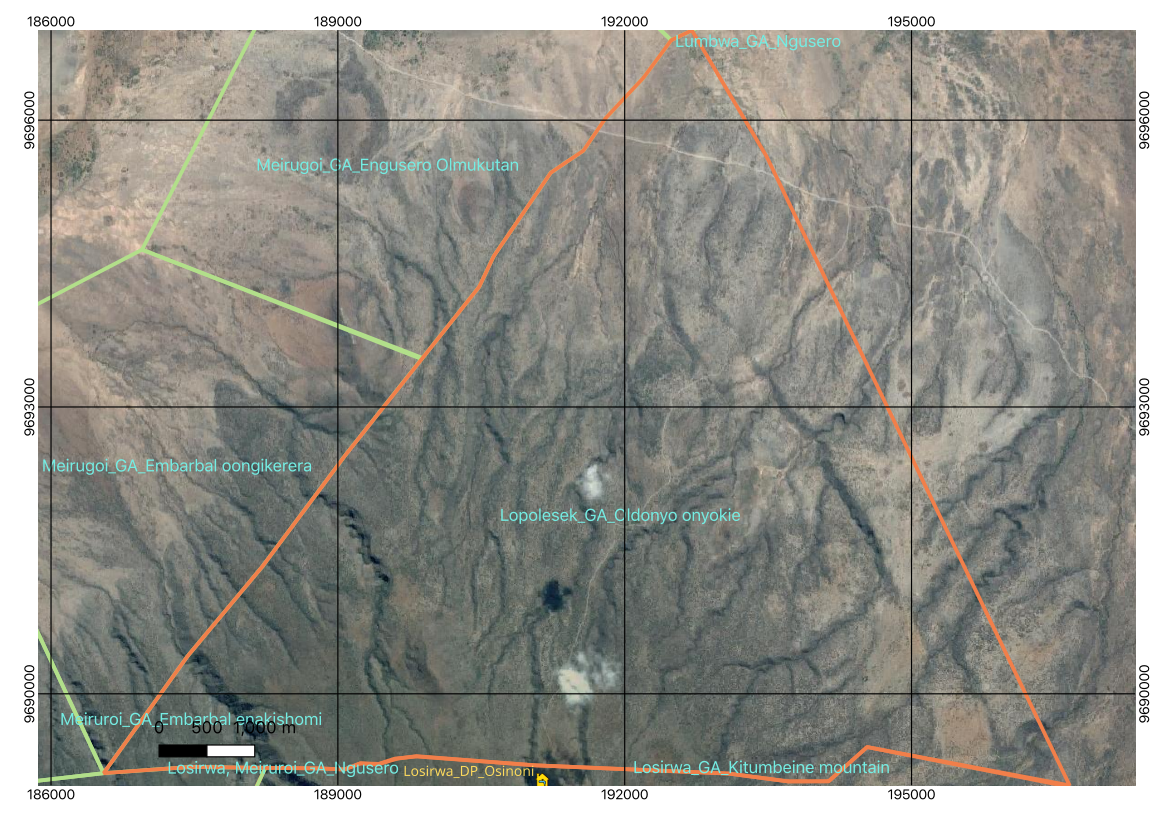 186000 189000 192000 195000
Lumbwa_GA_Ngusero
9696000 9696000
Meirugoi_GA_Engusero Olmukutan
9693000 9693000
Meirugoi_GA_Embarbal oongikerera
Lopolesek_GA_Oldonyo onyokie
9690000 9690000
Meiruroi_GA_Embarbal enakishomi
0 500 1,000 m
Losirwa, Meiruroi_GA_Ngusero Losirwa_DP_Osinoni Losirwa_GA_Kitumbeine mountain
186000 189000 192000 195000